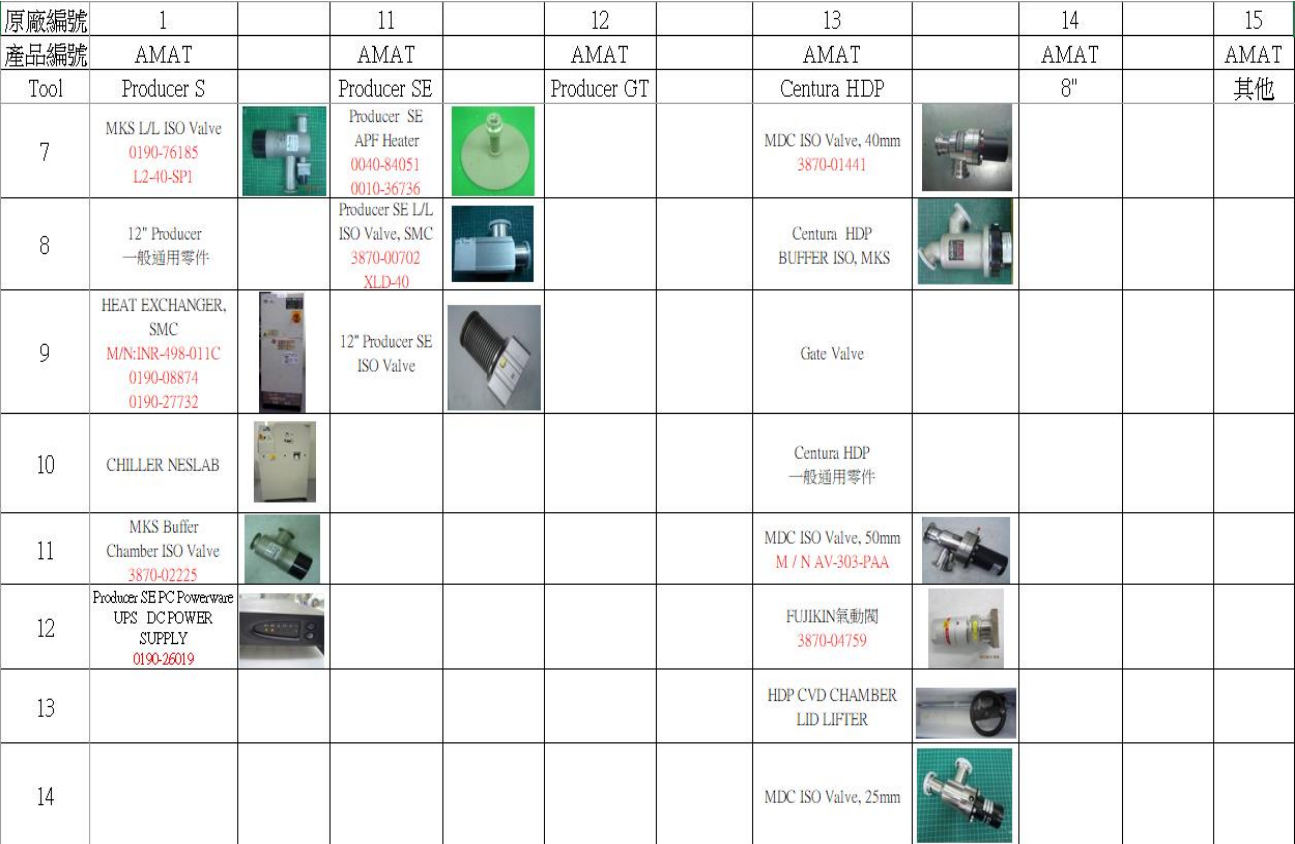 原廠編號 1 11 12 13 14 15
產品編號 AMAT AMAT AMAT AMAT AMAT AMAT
Tool Producer S Producer SE Producer GT Centura HDP 8" 其他
7
MKS L/L ISO Valve
0190-76185
L2-40-SP1
Producer SE
APF Heater
0040-84051
0010-36736
MDC ISO Valve, 40mm
3870-01441
8
12" Producer
一般通用零件
Producer SE L/L
ISO Valve, SMC
3870-00702
XLD-40
Centura HDP
BUFFER ISO, MKS
9
HEAT EXCHANGER,
SMC
M/N:INR-498-011C
0190-08874
0190-27732
12" Producer SE
ISO Valve
Gate Valve
10
CHILLER NESLAB
Centura HDP
一般通用零件
11
MKS Buffer
Chamber ISO Valve
3870-02225
MDC ISO Valve, 50mm
M / N AV-303-PAA
12
Producer SE PC Powerware
UPS DC POWER
SUPPLY
0190-26019
FUJIKIN氣動閥
3870-04759
13
HDP CVD CHAMBER
LID LIFTER
14
MDC ISO Valve, 25mm